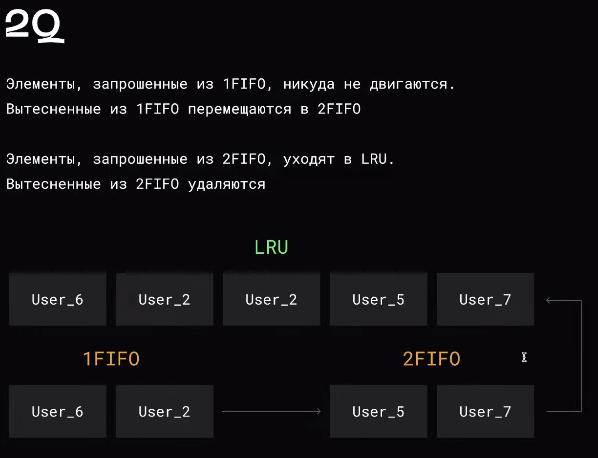 2Q
Элементы, запрошенные из 1FIFO, никуда не двигаются.
Вытесненные из 1FIFO перемещаются в 2FIFO
Элементы, запрошенные из 2FIFO, уходят в LRU.
Вытесненные из 2FIFO удаляются
LRU
User_6 User_2 User_2 User_5 User_7
1FIFO 2FIFO
User_6 User_2 User_5 User_7